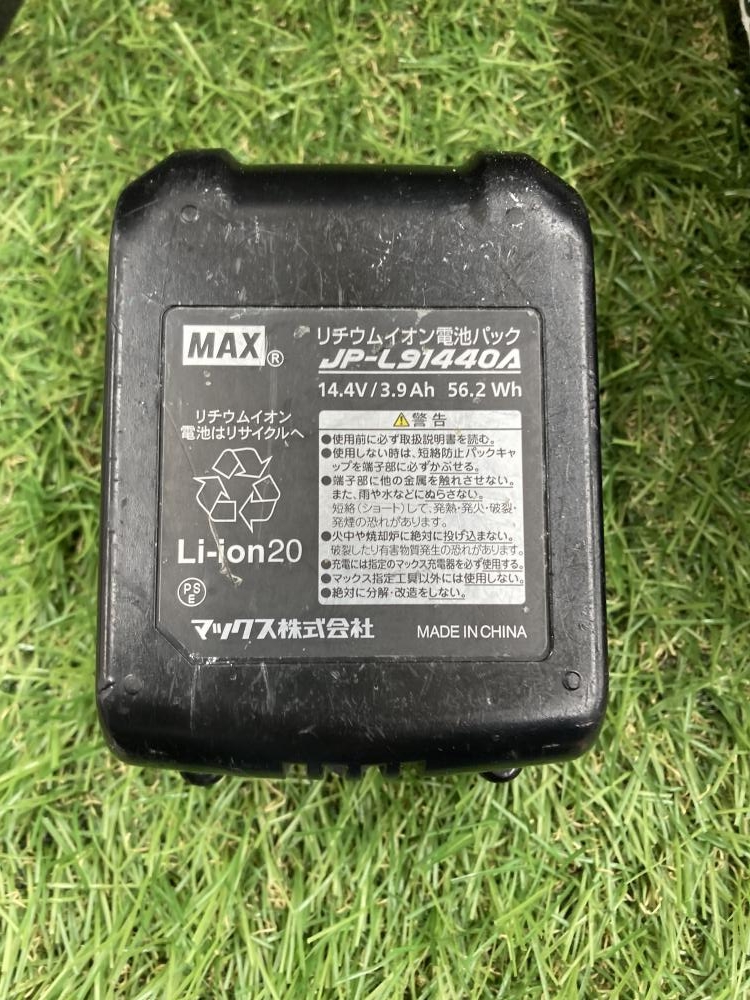 MAX®
リチウムイオン電池パック
JP-L91440A
14.4V/3.9Ah 56.2Wh
リチウムイオン
電池はリサイクルへ
Li-ion20
PS
E
⚠警告
●使用前に必ず取扱説明書を読む。
●使用しない時は、短絡防止パックキャ
ップを端子部に必ずかぶせる。
●端子部に他の金属を触れさせない。
また、雨や水などにぬらさない。
短絡(ショート)して、発熱・発火・破裂・
発煙の恐れがあります。
●火中や焼却炉に絶対に投げ込まない。
破裂したり有害物質発生の恐れがあります。
●充電には指定のマックス充電器を必ず使用する。
●マックス指定工具以外には使用しない。
●絶対に分解・改造をしない。
マックス株式会社
MADE IN CHINA